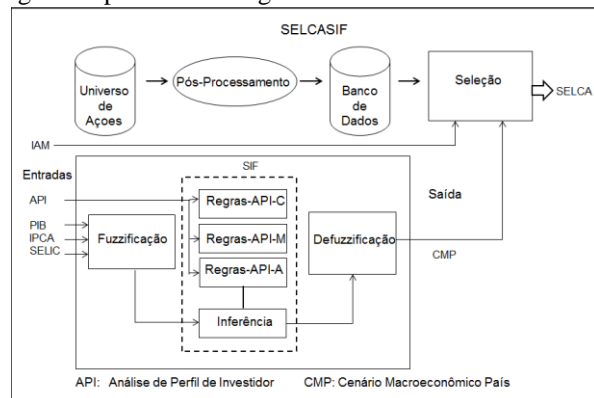 SELCASIF
Universo
de
Açoes
Pós-Processamento
Banco
de
Dados
Seleção
SELCA
IAM
Entradas
SIF
API
Regras-API-C
Saída
PIB
IPCA
SELIC
Fuzzificação
Regras-API-M
Defuzzificação
CMP
Regras-API-A
Inferência
API: Análise de Perfil de Investidor
CMP: Cenário Macroeconômico País